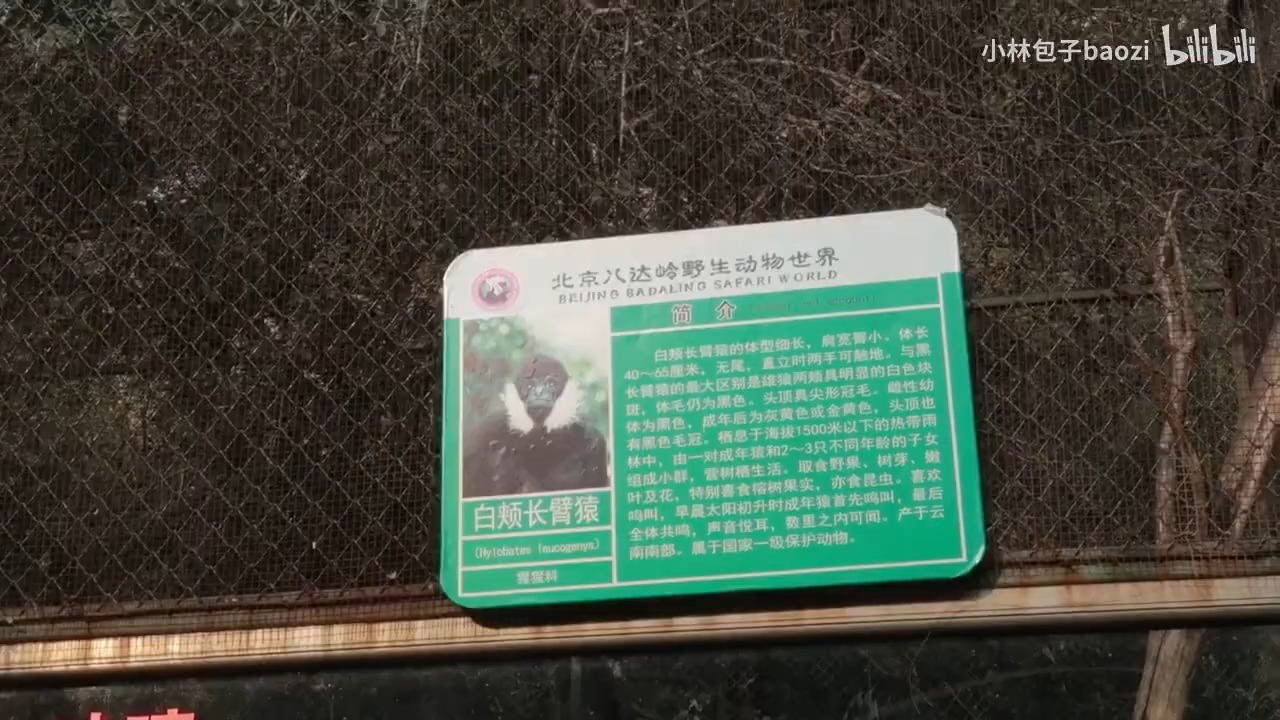 小林包子baozi bilibili
北京八达岭野生动物世界
BEIJING BADALING SAFARI WORLD
简 介
白颊长臂猿的体型细长，肩宽臀小。体长
40～65厘米，无尾，直立时两手可触地。与黑
长臂猿的最大区别是雄猿两颊具明显的白色块
斑，体毛仍为黑色。头顶具尖形冠毛。雌性幼
体为黑色，成年后为灰黄色或金黄色，头顶也
有黑色毛冠。栖息于海拔1500米以下的热带雨
林中，由一对成年猿和2～3只不同年龄的子女
组成小群，营树栖生活。取食野果、树芽、嫩
叶及花，特别喜食榕树果实，亦食昆虫。喜欢
鸣叫，早晨太阳初升时成年猿首先鸣叫，最后
全体共鸣，声音悦耳，数里之内可闻。产于云
南南部。属于国家一级保护动物。
白颊长臂猿
(Hylobates leucogenys)
猩猩科